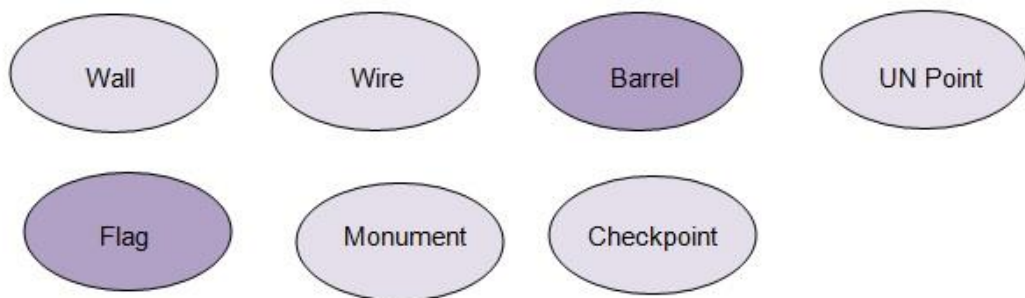 Wall
Wire
Barrel
UN Point
Flag
Monument
Checkpoint